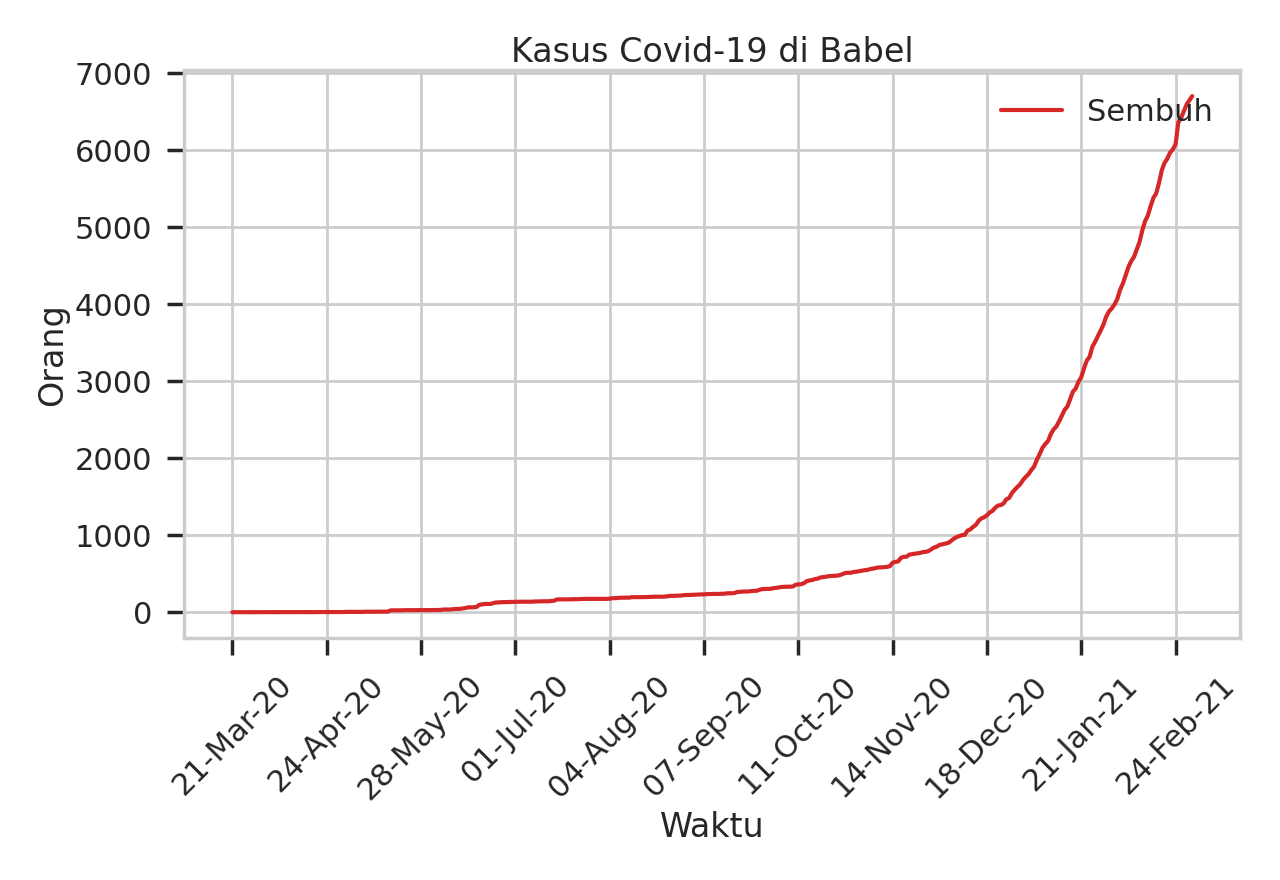 Kasus Covid-19 di Babel
Sembuh
Orang
7000
6000
5000
4000
3000
2000
1000
0
21-Mar-20
24-Apr-20
28-May-20
01-Jul-20
04-Aug-20
07-Sep-20
11-Oct-20
14-Nov-20
18-Dec-20
21-Jan-21
24-Feb-21
Waktu